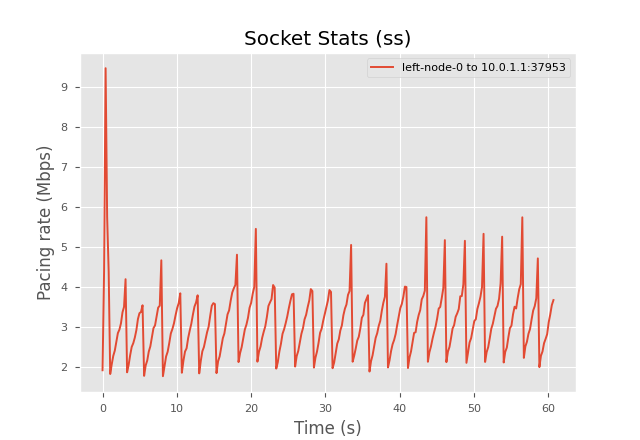 Socket Stats (ss)
left-node-0 to 10.0.1.1:37953
Pacing rate (Mbps)
9
8
7
6
5
4
3
2
0 10 20 30 40 50 60
Time (s)